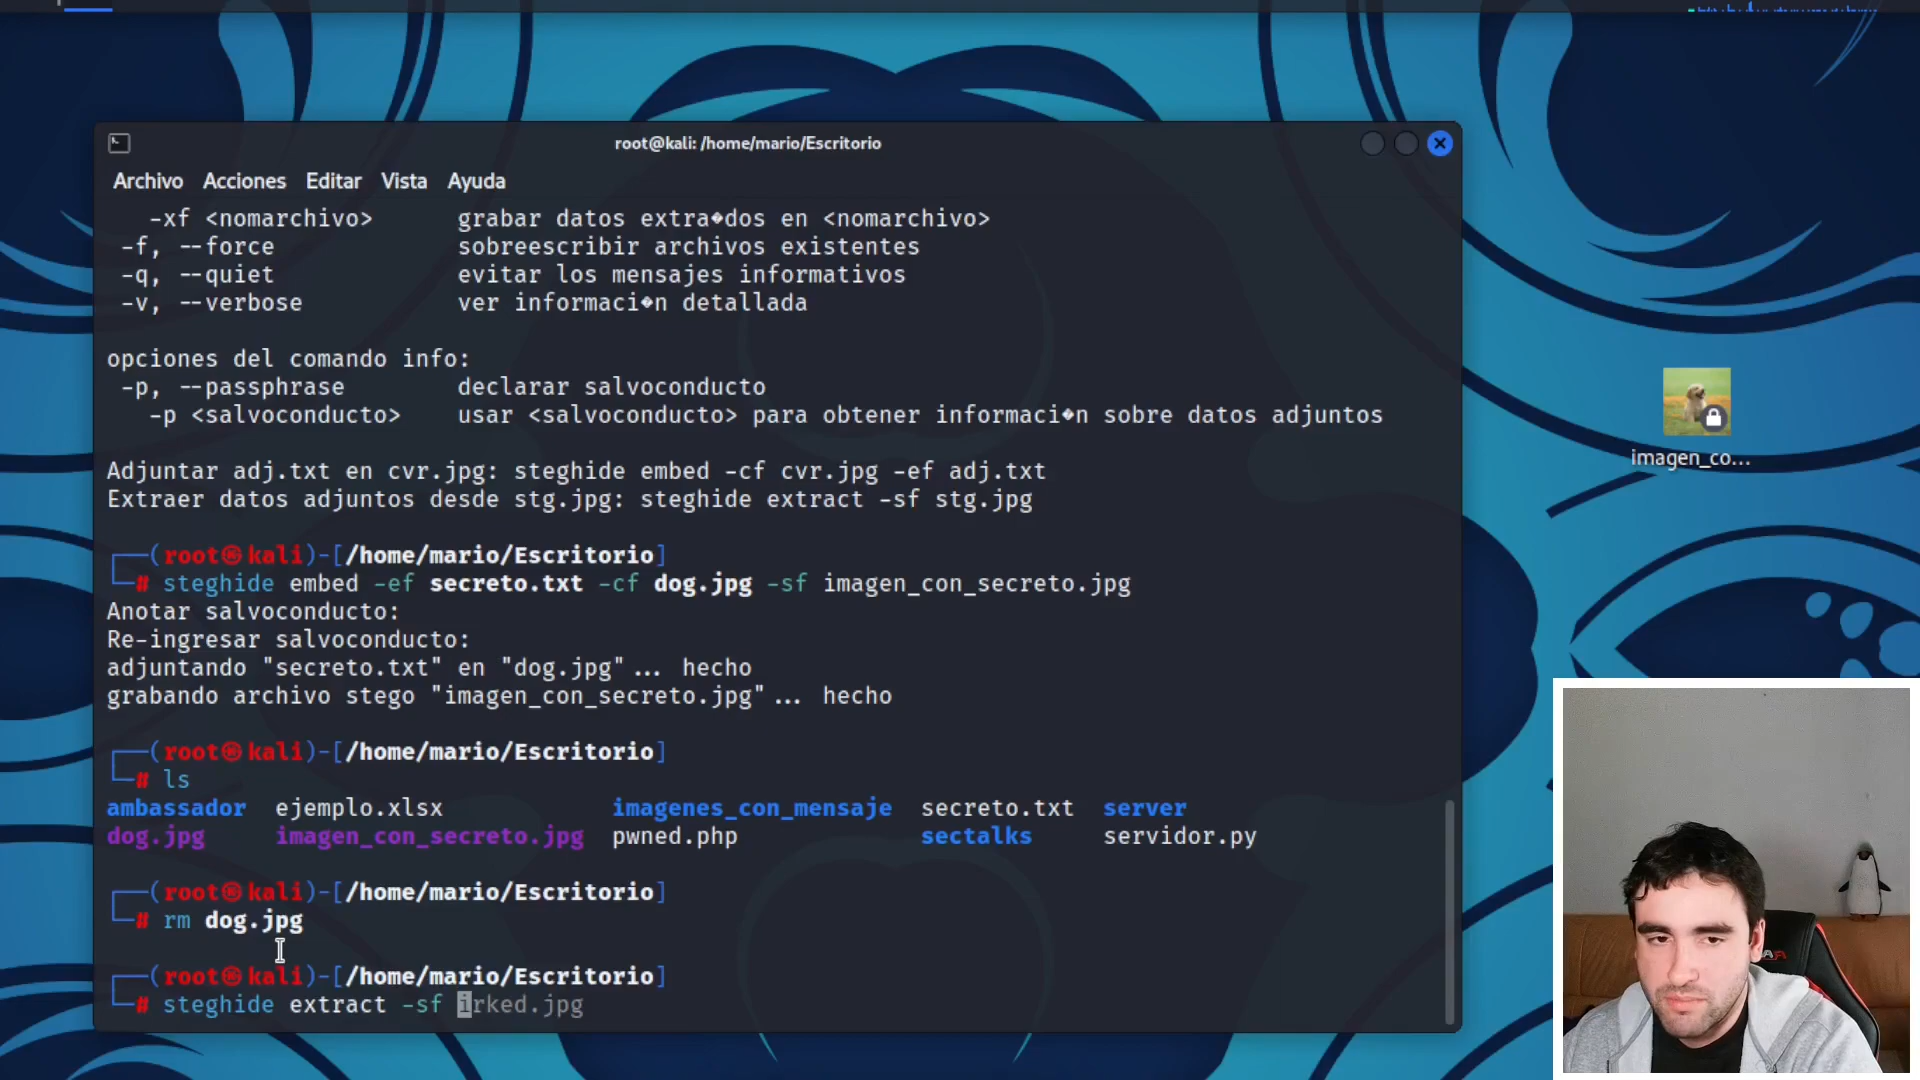 root@kali: /home/mario/Escritorio
Archivo Acciones Editar Vista Ayuda
-xf <nomarchivo> grabar datos extra�dos en <nomarchivo>
-f, --force sobreescribir archivos existentes
-q, --quiet evitar los mensajes informativos
-v, --verbose ver informaci�n detallada
opciones del comando info:
-p, --passphrase declarar salvoconducto
-p <salvoconducto> usar <salvoconducto> para obtener informaci�n sobre datos adjuntos
Adjuntar adj.txt en cvr.jpg: steghide embed -cf cvr.jpg -ef adj.txt
Extraer datos adjuntos desde stg.jpg: steghide extract -sf stg.jpg
┌──(root㉿kali)-[/home/mario/Escritorio]
└─# steghide embed -ef secreto.txt -cf dog.jpg -sf imagen_con_secreto.jpg
Anotar salvoconducto:
Re-ingresar salvoconducto:
adjuntando "secreto.txt" en "dog.jpg"... hecho
grabando archivo stego "imagen_con_secreto.jpg"... hecho
┌──(root㉿kali)-[/home/mario/Escritorio]
└─# ls
ambassador ejemplo.xlsx imagenes_con_mensaje secreto.txt server
dog.jpg imagen_con_secreto.jpg pwned.php sectalks servidor.py
┌──(root㉿kali)-[/home/mario/Escritorio]
└─# rm dog.jpg
┌──(root㉿kali)-[/home/mario/Escritorio]
└─# steghide extract -sf irked.jpg
imagen_co...